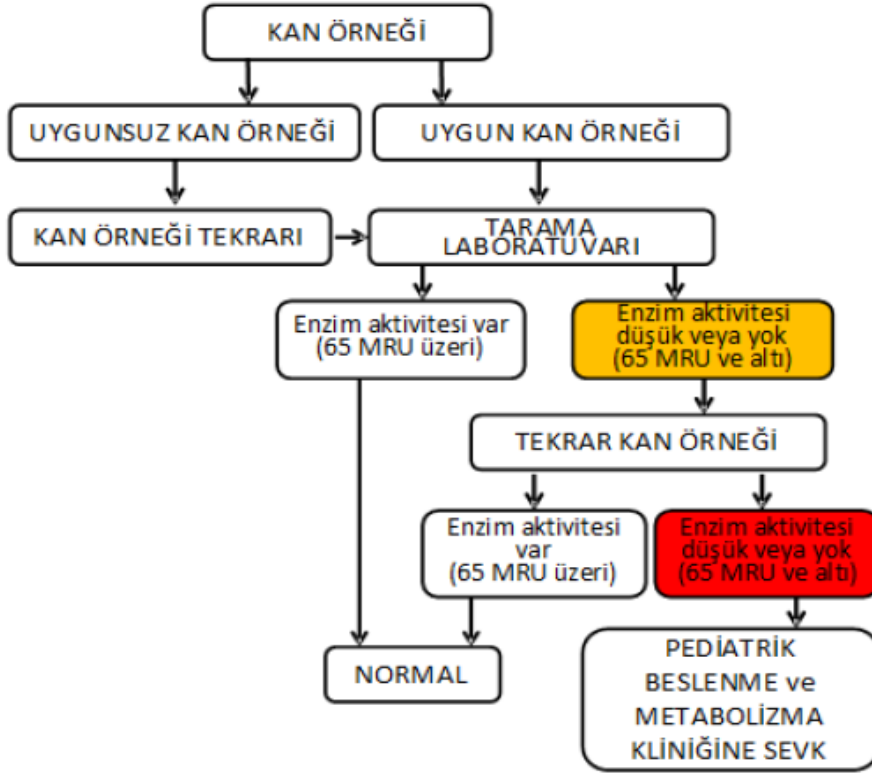 KAN ÖRNEĞİ
UYGUNSUZ KAN ÖRNEĞİ
UYGUN KAN ÖRNEĞİ
KAN ÖRNEĞİ TEKRARI
TARAMA
LABORATUVARI
Enzim aktivitesi var
(65 MRU üzeri)
Enzim aktivitesi
düşük veya yok
(65 MRU ve altı)
TEKRAR KAN ÖRNEĞİ
Enzim aktivitesi
var
(65 MRU üzeri)
Enzim aktivitesi
düşük veya yok
(65 MRU ve altı)
NORMAL
PEDİATRİK
BESLENME ve
METABOLİZMA
KLİNİĞİNE SEVK